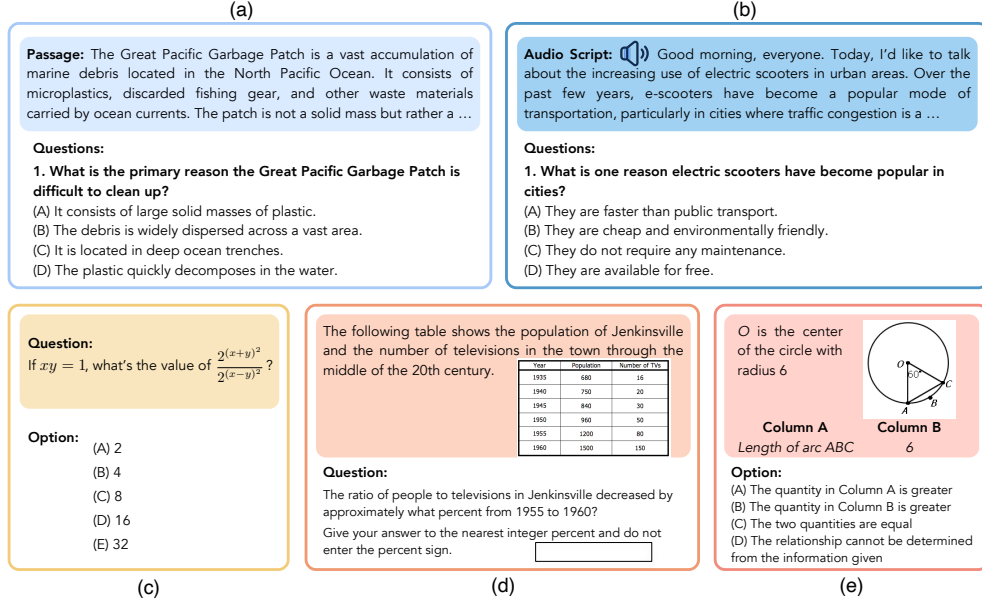 (a)
Passage: The Great Pacific Garbage Patch is a vast accumulation of
marine debris located in the North Pacific Ocean. It consists of
microplastics, discarded fishing gear, and other waste materials
carried by ocean currents. The patch is not a solid mass but rather a ...
Questions:
1. What is the primary reason the Great Pacific Garbage Patch is
difficult to clean up?
(A) It consists of large solid masses of plastic.
(B) The debris is widely dispersed across a vast area.
(C) It is located in deep ocean trenches.
(D) The plastic quickly decomposes in the water.
(b)
Audio Script: Good morning, everyone. Today, I'd like to talk
about the increasing use of electric scooters in urban areas. Over the
past few years, e-scooters have become a popular mode of
transportation, particularly in cities where traffic congestion is a ...
Questions:
1. What is one reason electric scooters have become popular in
cities?
(A) They are faster than public transport.
(B) They are cheap and environmentally friendly.
(C) They do not require any maintenance.
(D) They are available for free.
Question:
If xy = 1, what's the value of 2^(x+y)^2 / 2^(x−y)^2 ?
Option:
(A) 2
(B) 4
(C) 8
(D) 16
(E) 32
(c)
The following table shows the population of Jenkinsville
and the number of televisions in the town through the
middle of the 20th century.
Year Population Number of TVs
1935 680 16
1940 750 20
1945 840 30
1950 960 50
1955 1200 80
1960 1500 150
Question:
The ratio of people to televisions in Jenkinsville decreased by
approximately what percent from 1955 to 1960?
Give your answer to the nearest integer percent and do not
enter the percent sign.
(d)
O is the center
of the circle with
radius 6
O
60°
C
B
A
Column A Column B
Length of arc ABC 6
Option:
(A) The quantity in Column A is greater
(B) The quantity in Column B is greater
(C) The two quantities are equal
(D) The relationship cannot be determined
from the information given
(e)